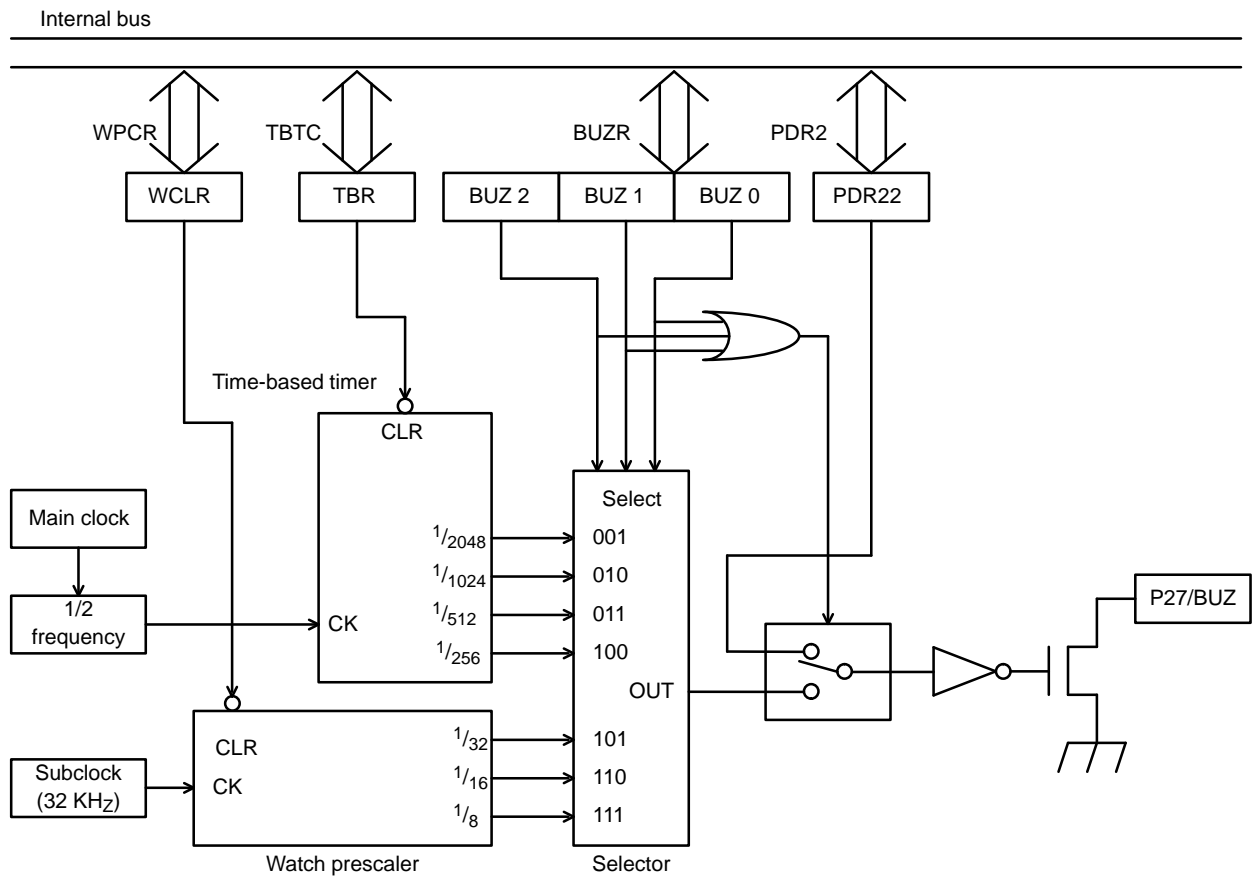 Internal bus
WPCR
TBTC
BUZR
PDR2
WCLR
TBR
BUZ 2
BUZ 1
BUZ 0
PDR22
Time-based timer
CLR
Main clock
1/2
frequency
CK
1/2048
1/1024
1/512
1/256
Select
001
010
011
100
OUT
101
110
111
P27/BUZ
CLR
CK
1/32
1/16
1/8
Subclock
(32 KHZ)
Watch prescaler
Selector